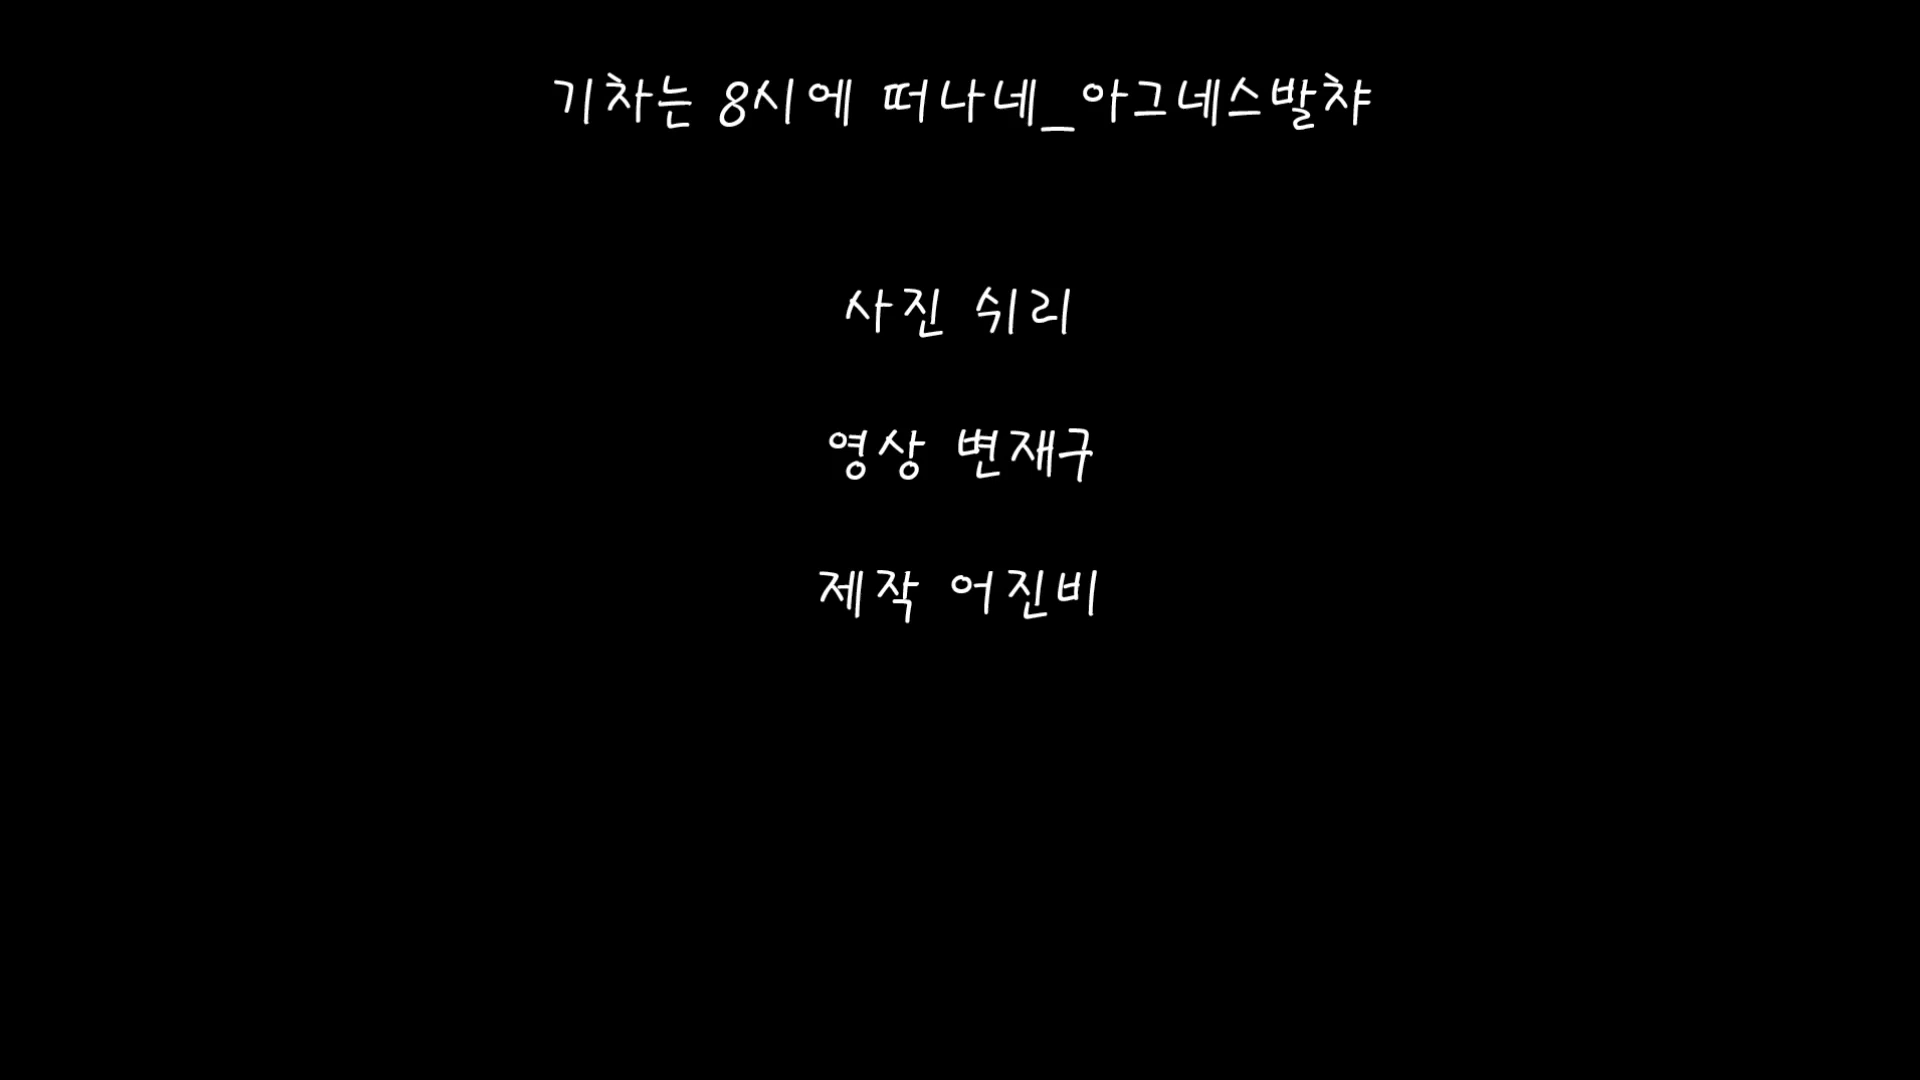 기차는 8시에 떠나네_아그네스발챠
사진 쉬리
영상 변재구
제작 어진비